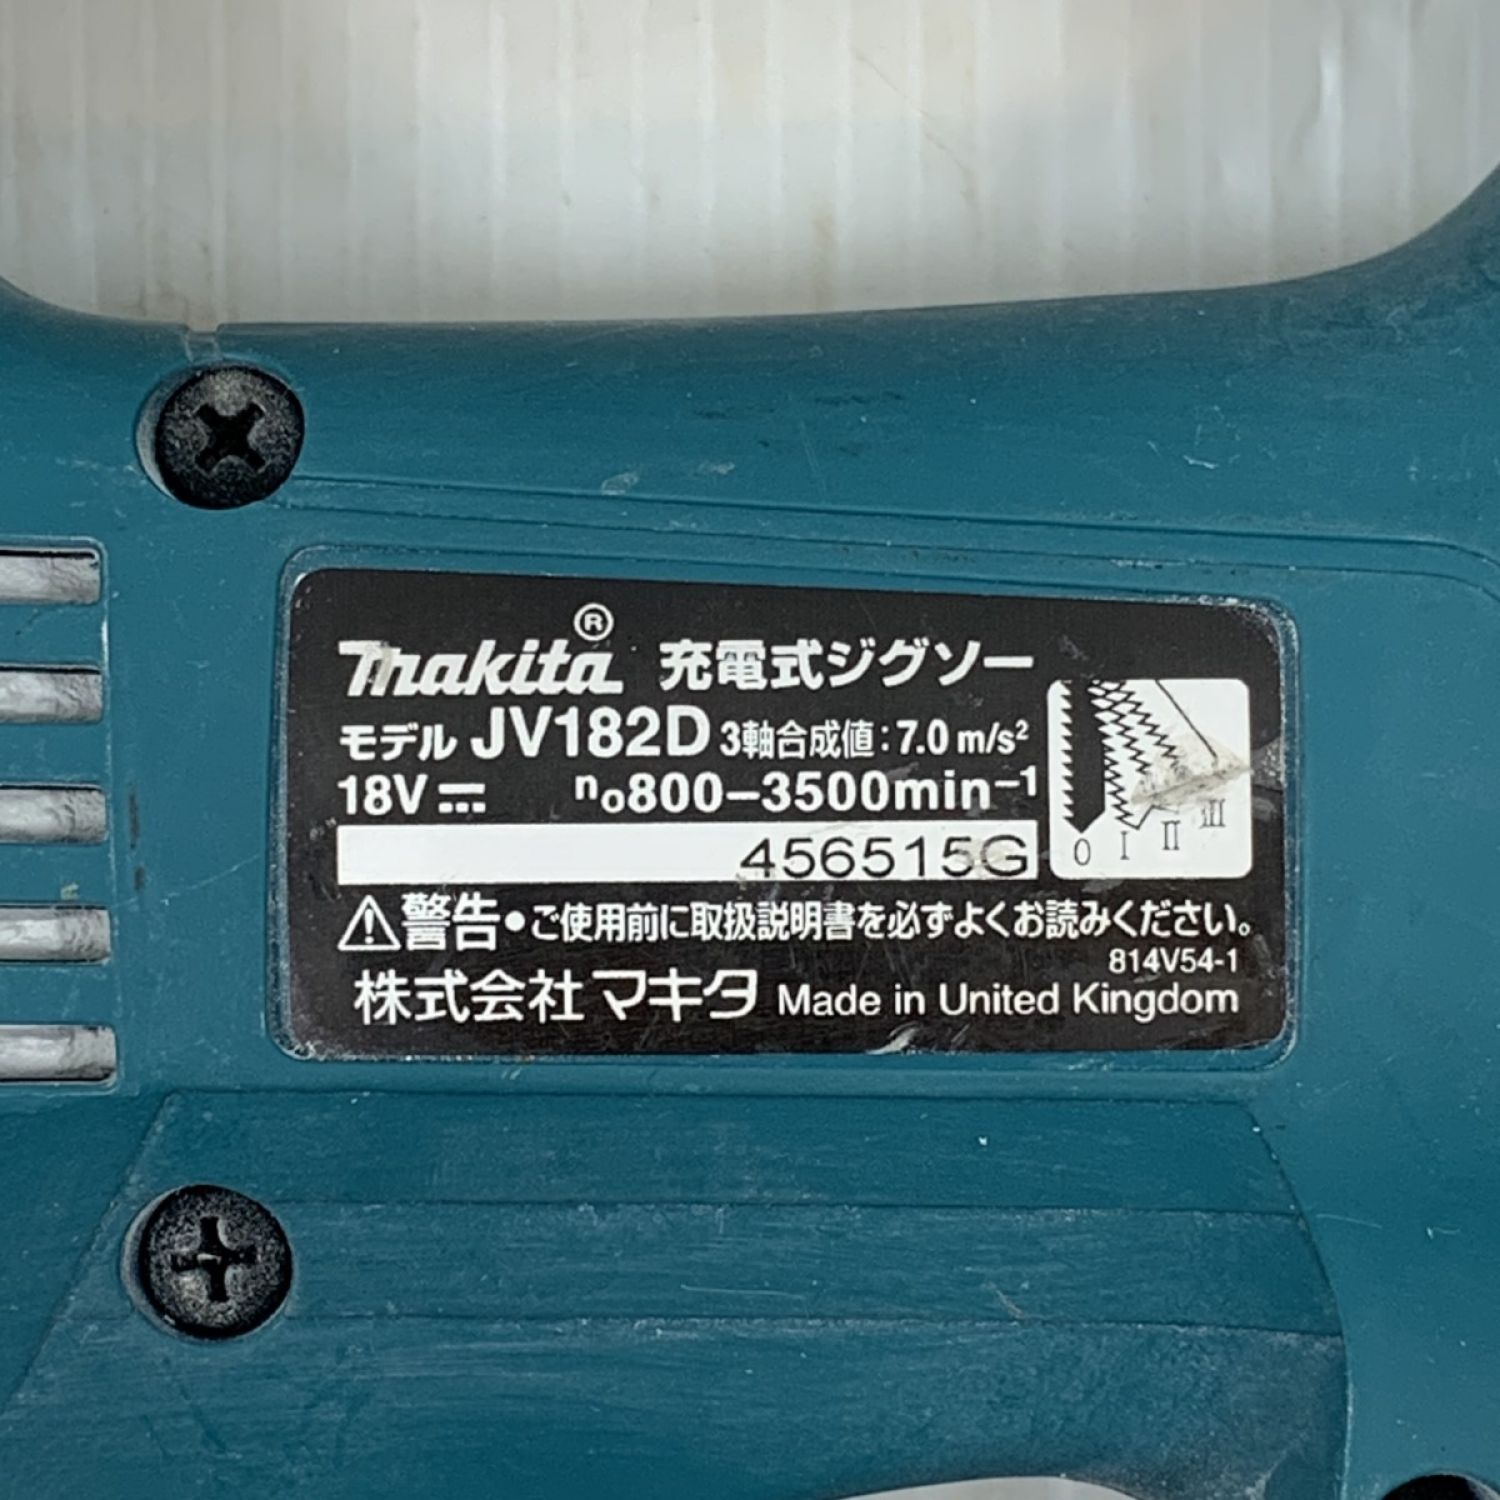 makita® 充電式ジグソー
モデル JV182D 3軸合成値:7.0 m/s²
18V⎓ n₀800–3500min⁻¹
456515G
0 I II III
⚠警告•ご使用前に取扱説明書を必ずよくお読みください。
814V54-1
株式会社マキタ Made in United Kingdom